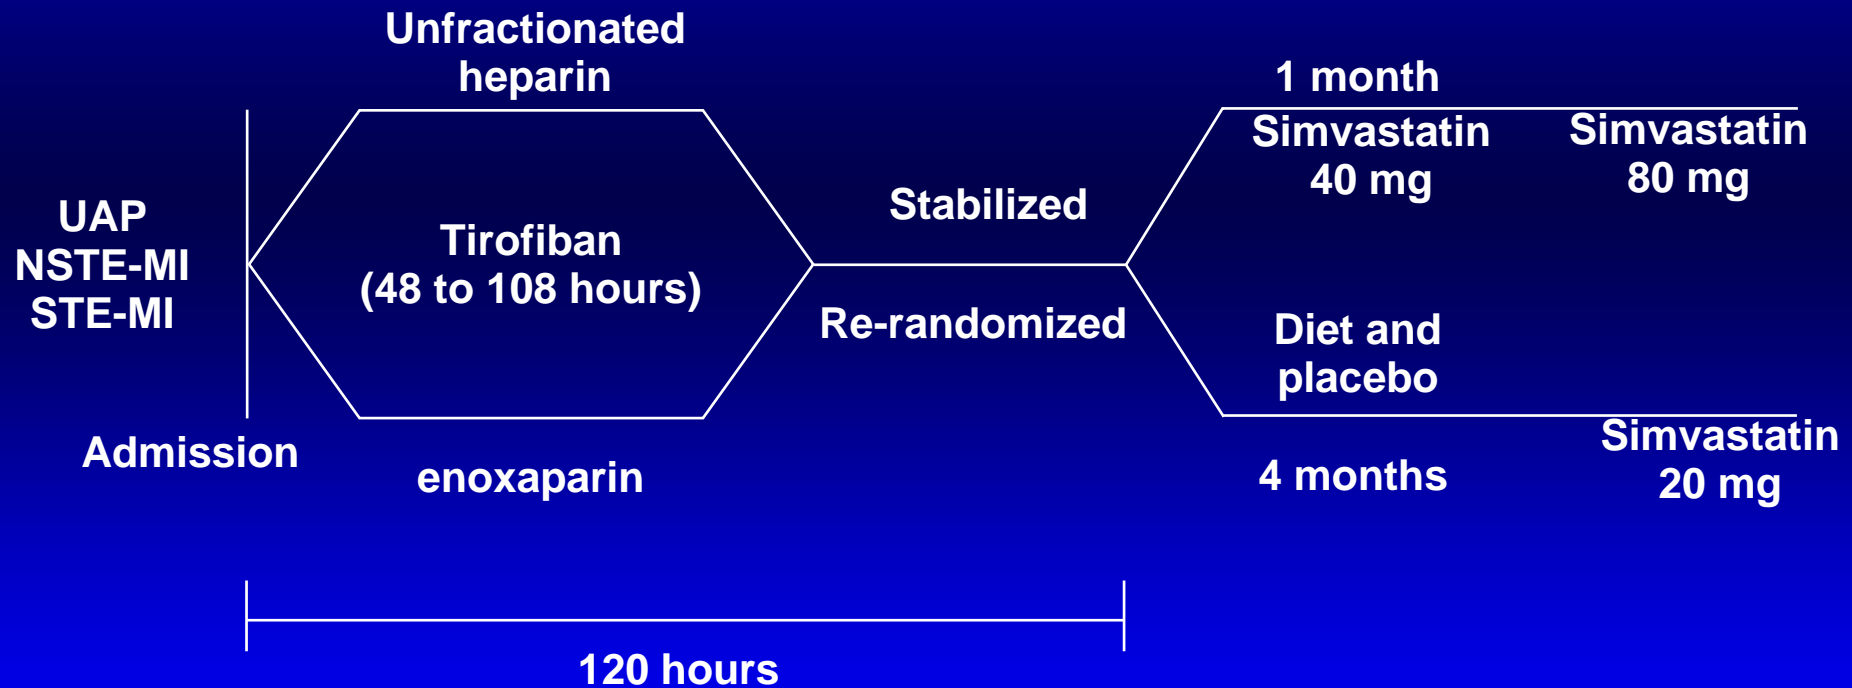 Unfractionated
heparin
1 month
Simvastatin
40 mg
Simvastatin
80 mg
UAP
NSTE-MI
STE-MI
Tirofiban
(48 to 108 hours)
Stabilized
Re-randomized
Diet and
placebo
Admission
enoxaparin
4 months
Simvastatin
20 mg
120 hours